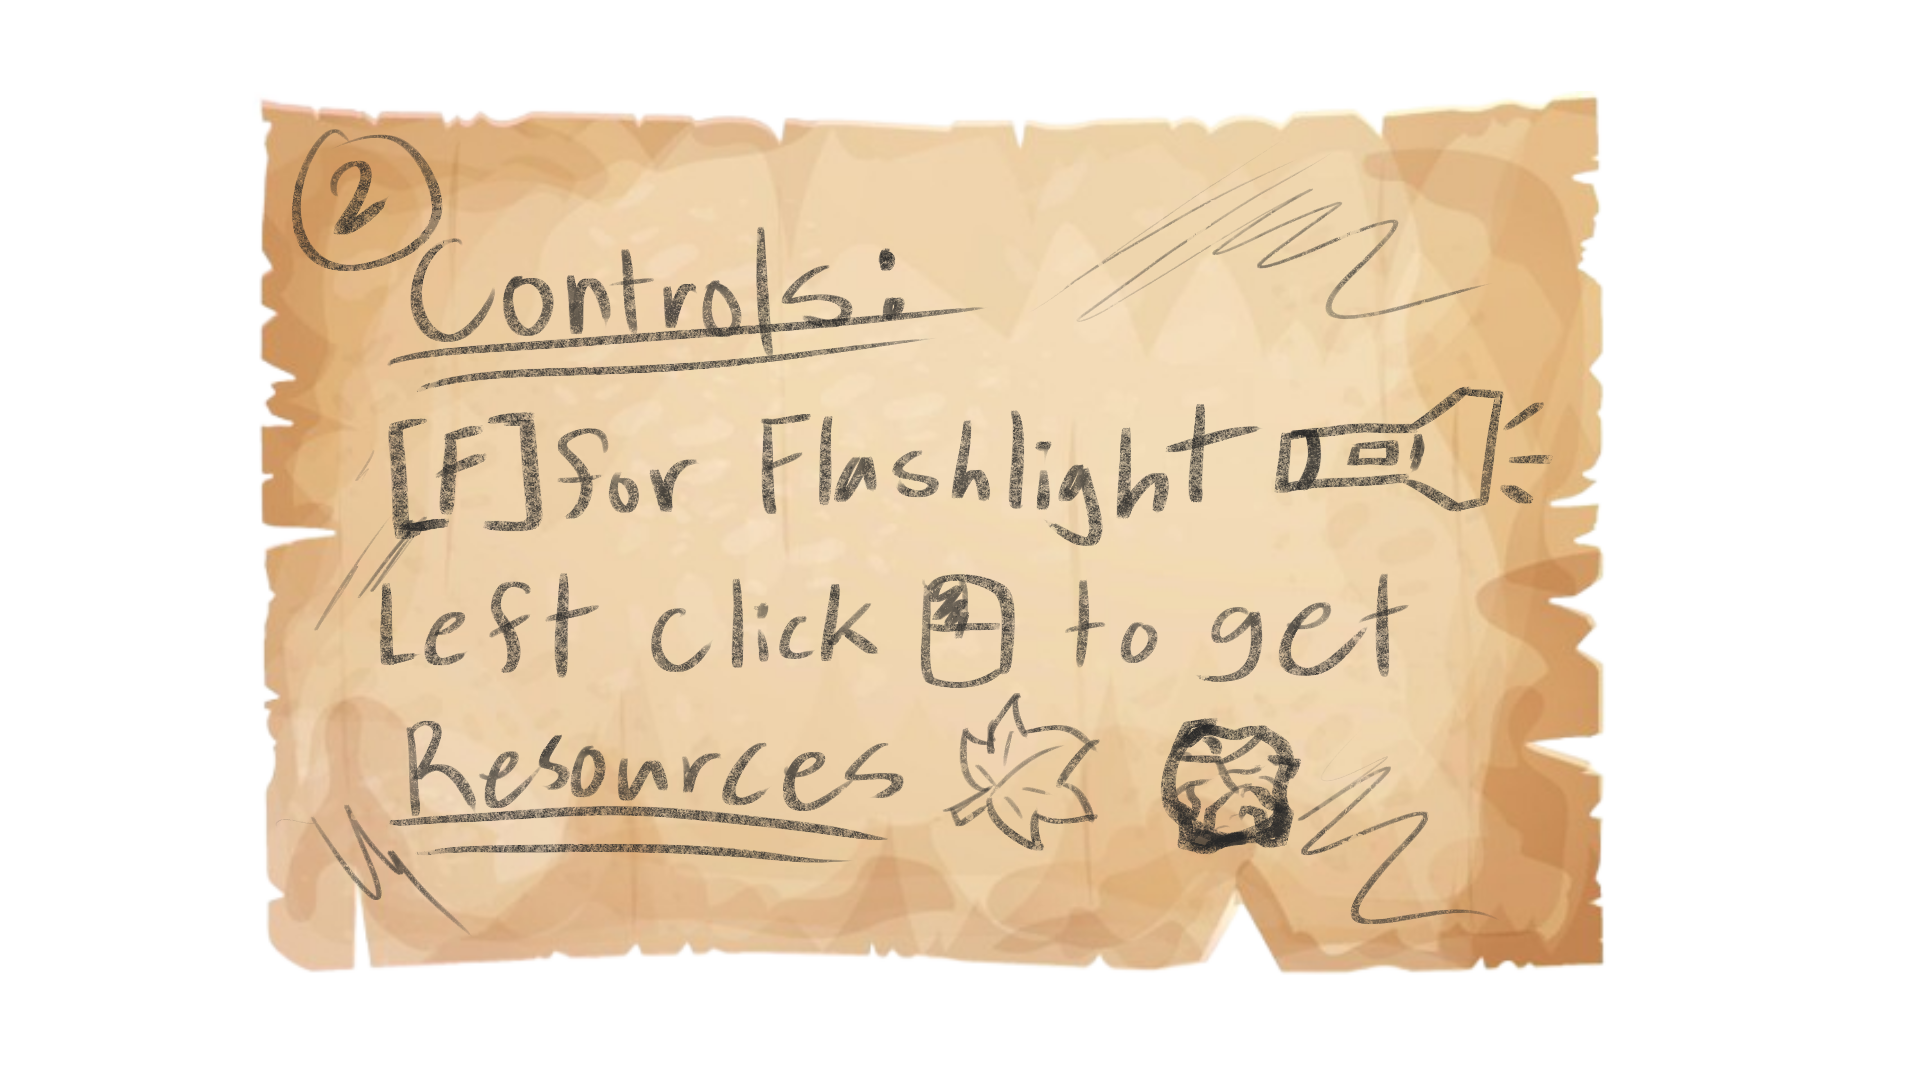 2
Controls:
[F] for Flashlight
Left click to get
Resources